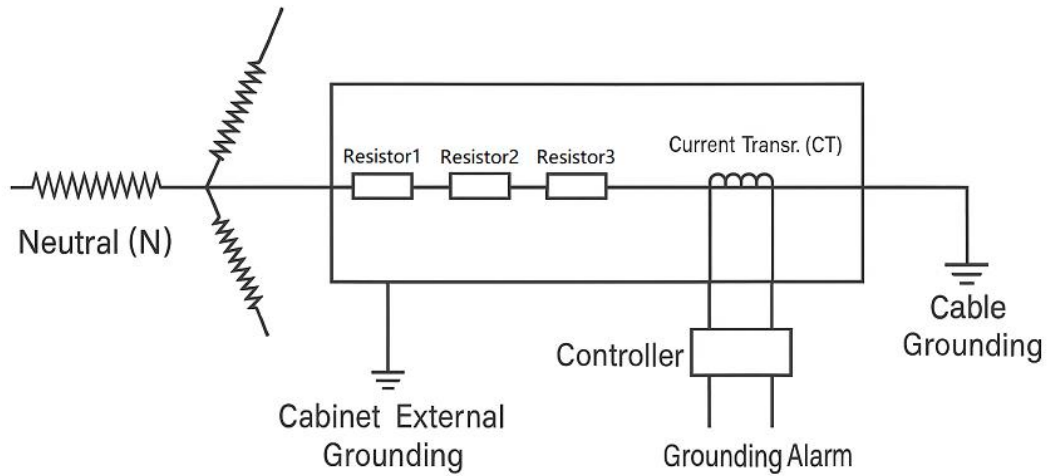 Resistor1 Resistor2 Resistor3
Current Transr. (CT)
Neutral (N)
Cable
Grounding
Controller
Cabinet External
Grounding
Grounding Alarm